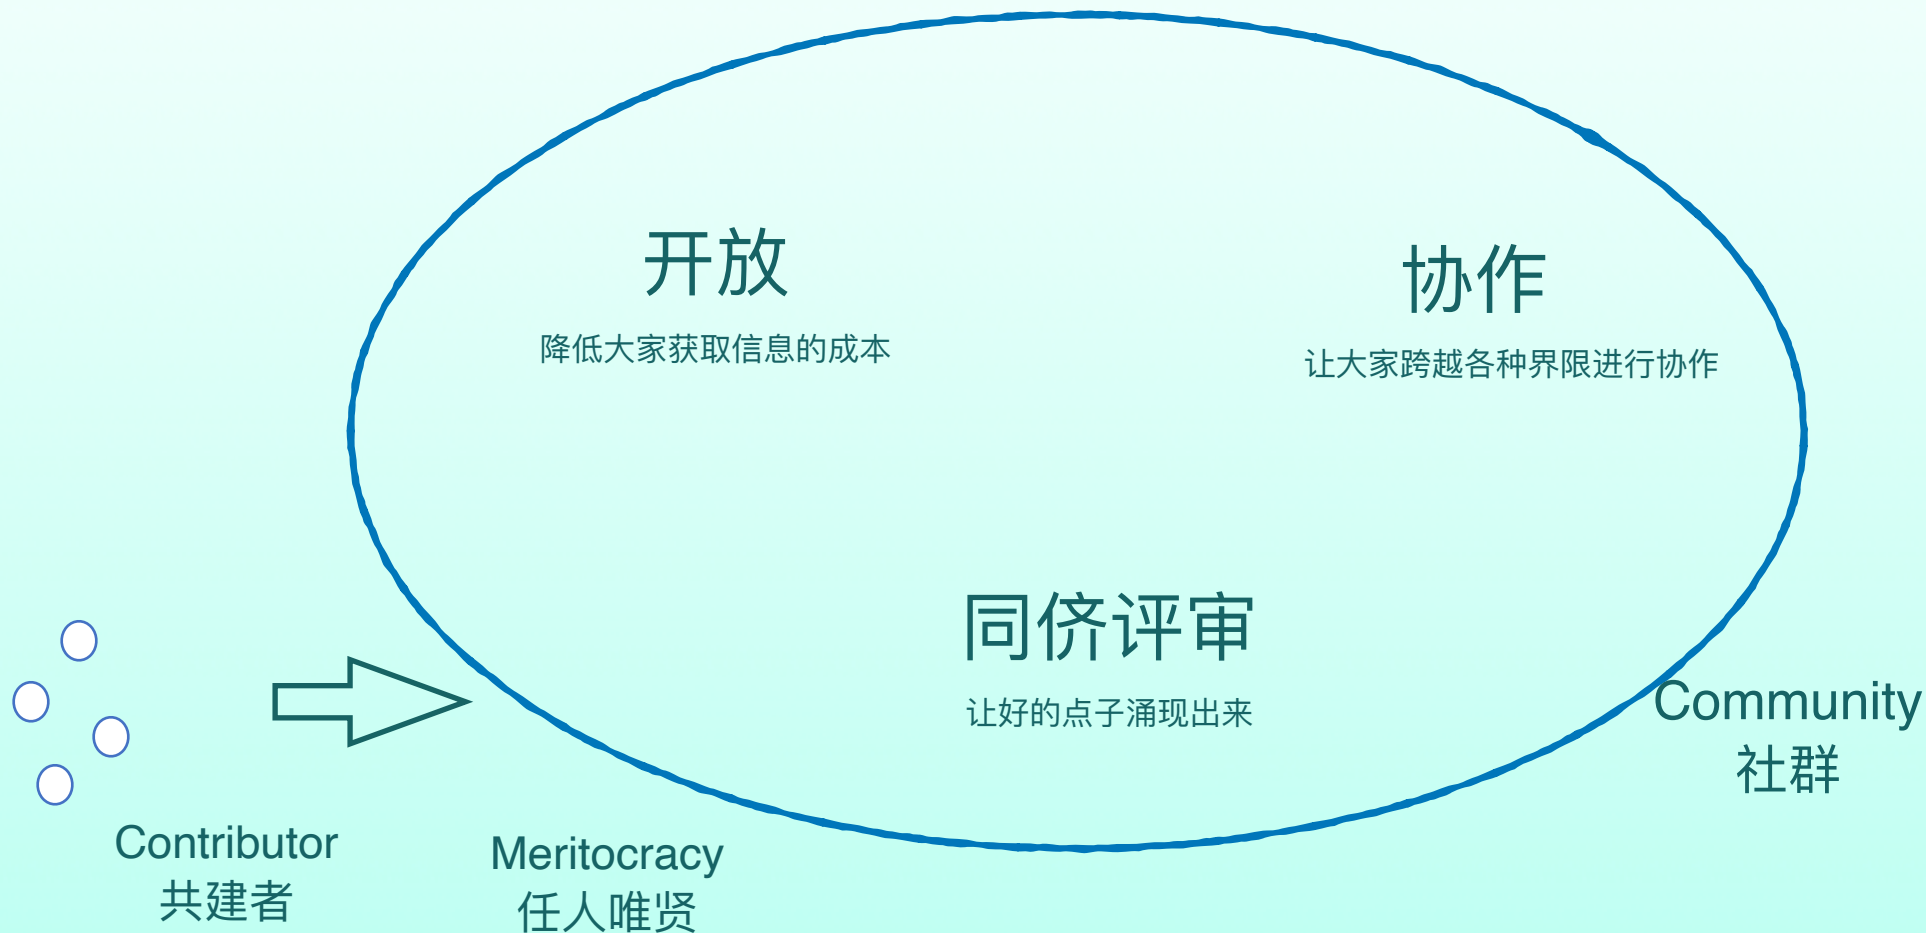 开放
降低大家获取信息的成本
协作
让大家跨越各种界限进行协作
同侪评审
让好的点子涌现出来
Community
社群
Contributor
共建者
Meritocracy
任人唯贤